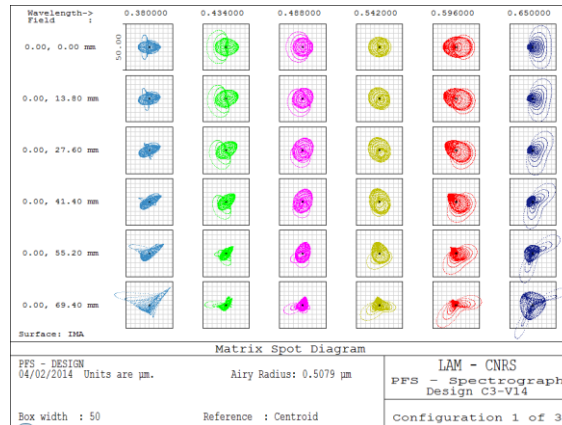 Wavelength-> 0.380000 0.434000 0.488000 0.542000 0.596000 0.650000
Field :
0.00, 0.00 mm
50.00
0.00, 13.80 mm
0.00, 27.60 mm
0.00, 41.40 mm
0.00, 55.20 mm
0.00, 69.40 mm
Surface: IMA
Matrix Spot Diagram
PFS - DESIGN
04/02/2014 Units are µm. Airy Radius: 0.5079 µm
Box width : 50 Reference : Centroid
LAM - CNRS
PFS - Spectrograph
Design C3-V14
Configuration 1 of 3